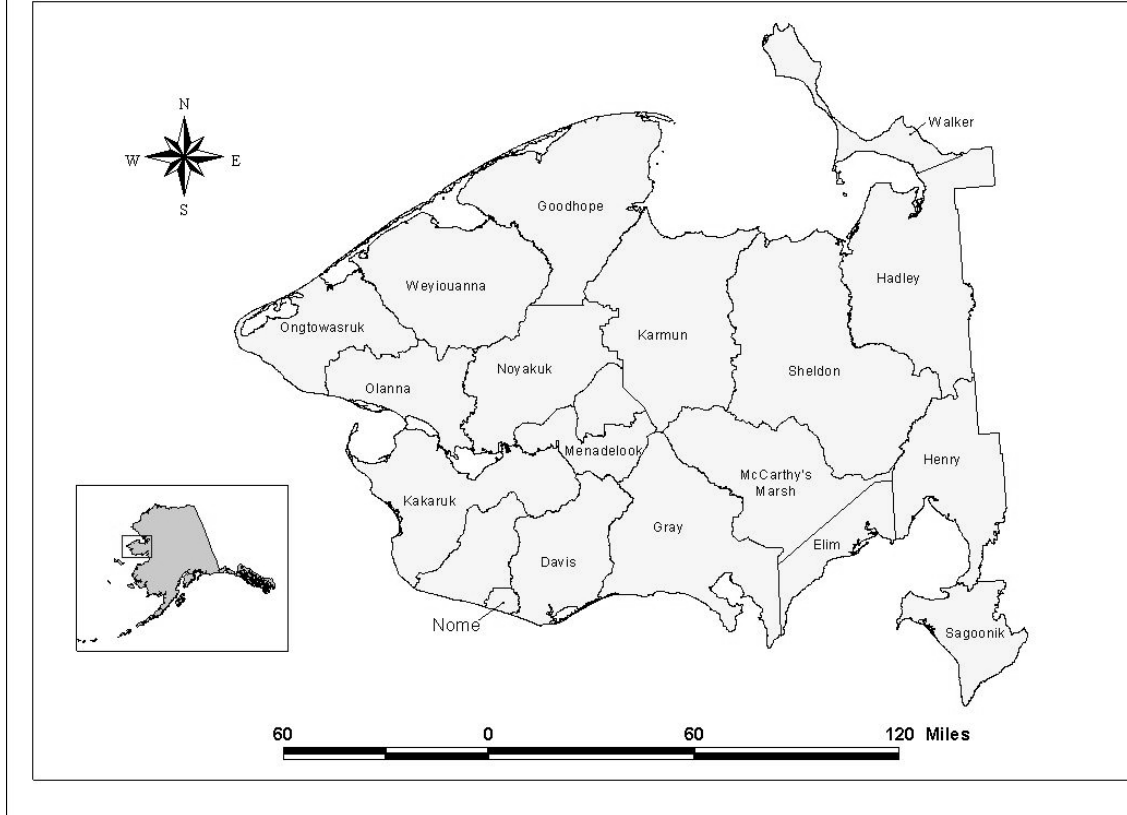 N
W E
S
Walker
Goodhope
Weyiouanna
Hadley
Ongtowasruk
Karmun
Noyakuk
Sheldon
Olanna
Menadelook
McCarthy's
Marsh
Henry
Kakaruk
Gray
Elim
Davis
Nome
Sagoonik
60 0 60 120 Miles